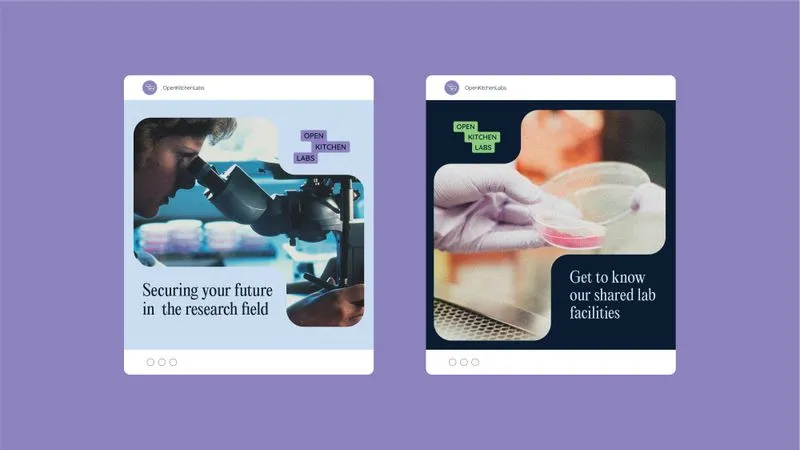 OpenKitchenLabs
OPEN
KITCHEN
LABS
Securing your future
in the research field
OpenKitchenLabs
OPEN
KITCHEN
LABS
Get to know
our shared lab
facilities